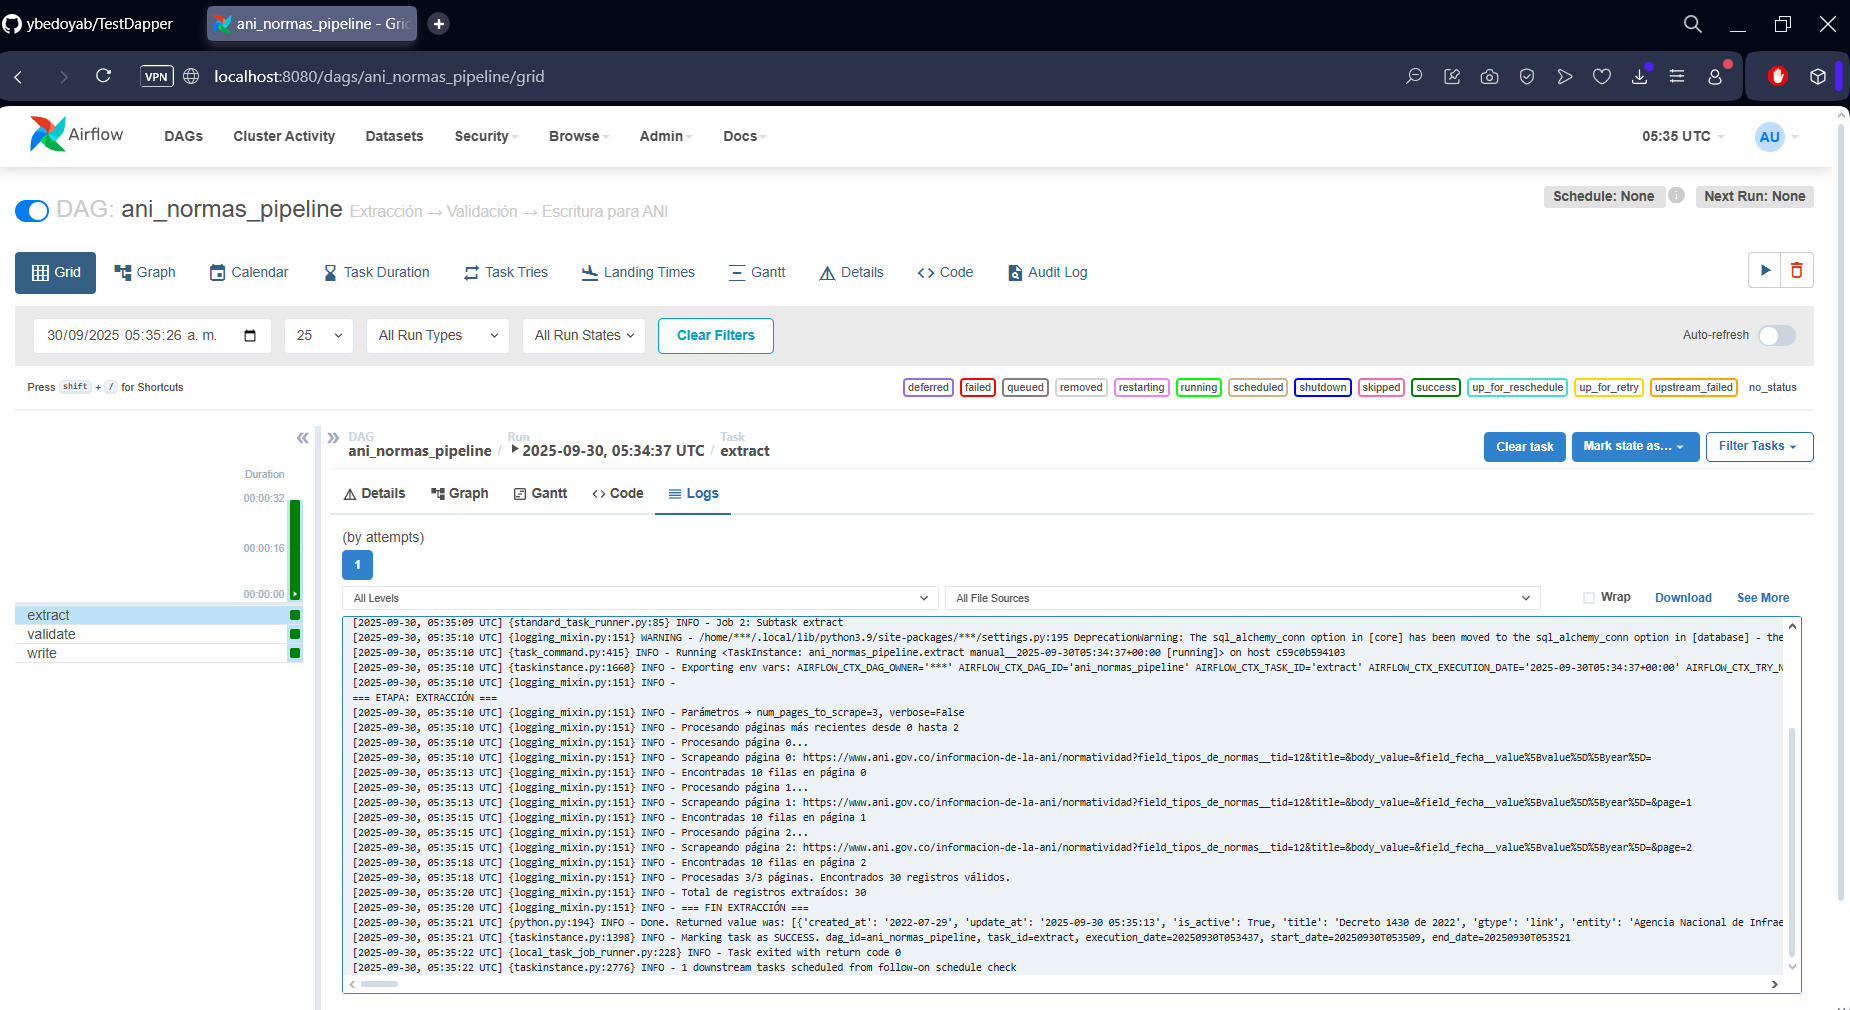 ybedoyab/TestDapper
ani_normas_pipeline - Gri
VPN
localhost:8080/dags/ani_normas_pipeline/grid
Airflow
DAGs
Cluster Activity
Datasets
Security
Browse
Admin
Docs
05:35 UTC
AU
DAG: ani_normas_pipeline Extracción → Validación → Escritura para ANI
Schedule: None
i
Next Run: None
Grid
Graph
Calendar
Task Duration
Task Tries
Landing Times
Gantt
Details
Code
Audit Log
30/09/2025 05:35:26 a. m.
25
All Run Types
All Run States
Clear Filters
Auto-refresh
Press shift + / for Shortcuts
deferred
failed
queued
removed
restarting
running
scheduled
shutdown
skipped
success
up_for_reschedule
up_for_retry
upstream_failed
no_status
Duration
00:00:32
00:00:16
00:00:00
extract
validate
write
DAG
ani_normas_pipeline
/
Run
2025-09-30, 05:34:37 UTC
/
Task
extract
Clear task
Mark state as...
Filter Tasks
Details
Graph
Gantt
Code
Logs
(by attempts)
1
All Levels
All File Sources
Wrap
Download
See More
[2025-09-30, 05:35:09 UTC] {standard_task_runner.py:85} INFO - Job 2: Subtask extract
[2025-09-30, 05:35:10 UTC] {logging_mixin.py:151} WARNING - /home/***/.local/lib/python3.9/site-packages/***/settings.py:195 DeprecationWarning: The sql_alchemy_conn option in [core] has been moved to the sql_alchemy_conn option in [database] - the
[2025-09-30, 05:35:10 UTC] {task_command.py:415} INFO - Running <TaskInstance: ani_normas_pipeline.extract manual__2025-09-30T05:34:37+00:00 [running]> on host c59c0b594103
[2025-09-30, 05:35:10 UTC] {taskinstance.py:1660} INFO - Exporting env vars: AIRFLOW_CTX_DAG_OWNER='***' AIRFLOW_CTX_DAG_ID='ani_normas_pipeline' AIRFLOW_CTX_TASK_ID='extract' AIRFLOW_CTX_EXECUTION_DATE='2025-09-30T05:34:37+00:00' AIRFLOW_CTX_TRY_N
[2025-09-30, 05:35:10 UTC] {logging_mixin.py:151} INFO -
=== ETAPA: EXTRACCIÓN ===
[2025-09-30, 05:35:10 UTC] {logging_mixin.py:151} INFO - Parámetros → num_pages_to_scrape=3, verbose=False
[2025-09-30, 05:35:10 UTC] {logging_mixin.py:151} INFO - Procesando páginas más recientes desde 0 hasta 2
[2025-09-30, 05:35:10 UTC] {logging_mixin.py:151} INFO - Procesando página 0...
[2025-09-30, 05:35:10 UTC] {logging_mixin.py:151} INFO - Scrapeando página 0: https://www.ani.gov.co/informacion-de-la-ani/normatividad?field_tipos_de_normas__tid=12&title=&body_value=&field_fecha__value%5Bvalue%5D%5Byear%5D=
[2025-09-30, 05:35:13 UTC] {logging_mixin.py:151} INFO - Encontradas 10 filas en página 0
[2025-09-30, 05:35:13 UTC] {logging_mixin.py:151} INFO - Procesando página 1...
[2025-09-30, 05:35:13 UTC] {logging_mixin.py:151} INFO - Scrapeando página 1: https://www.ani.gov.co/informacion-de-la-ani/normatividad?field_tipos_de_normas__tid=12&title=&body_value=&field_fecha__value%5Bvalue%5D%5Byear%5D=&page=1
[2025-09-30, 05:35:15 UTC] {logging_mixin.py:151} INFO - Encontradas 10 filas en página 1
[2025-09-30, 05:35:15 UTC] {logging_mixin.py:151} INFO - Procesando página 2...
[2025-09-30, 05:35:15 UTC] {logging_mixin.py:151} INFO - Scrapeando página 2: https://www.ani.gov.co/informacion-de-la-ani/normatividad?field_tipos_de_normas__tid=12&title=&body_value=&field_fecha__value%5Bvalue%5D%5Byear%5D=&page=2
[2025-09-30, 05:35:18 UTC] {logging_mixin.py:151} INFO - Encontradas 10 filas en página 2
[2025-09-30, 05:35:18 UTC] {logging_mixin.py:151} INFO - Procesadas 3/3 páginas. Encontrados 30 registros válidos.
[2025-09-30, 05:35:20 UTC] {logging_mixin.py:151} INFO - Total de registros extraídos: 30
[2025-09-30, 05:35:20 UTC] {logging_mixin.py:151} INFO - === FIN EXTRACCIÓN ===
[2025-09-30, 05:35:21 UTC] {python.py:194} INFO - Done. Returned value was: [{'created_at': '2022-07-29', 'update_at': '2025-09-30 05:35:13', 'is_active': True, 'title': 'Decreto 1430 de 2022', 'gtype': 'link', 'entity': 'Agencia Nacional de Infrae
[2025-09-30, 05:35:21 UTC] {taskinstance.py:1398} INFO - Marking task as SUCCESS. dag_id=ani_normas_pipeline, task_id=extract, execution_date=20250930T053437, start_date=20250930T053509, end_date=20250930T053521
[2025-09-30, 05:35:22 UTC] {local_task_job_runner.py:228} INFO - Task exited with return code 0
[2025-09-30, 05:35:22 UTC] {taskinstance.py:2776} INFO - 1 downstream tasks scheduled from follow-on schedule check